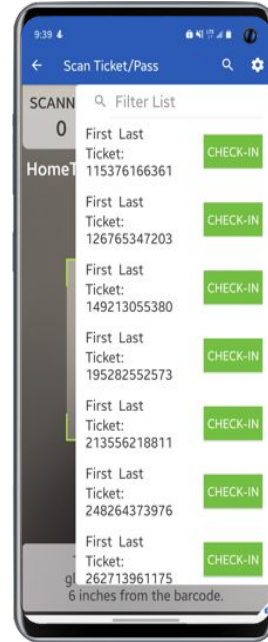 9:39
Scan Ticket/Pass
SCANN
0
Filter List
HomeT
First Last
Ticket:
115376166361
CHECK-IN
First Last
Ticket:
126765347203
CHECK-IN
First Last
Ticket:
149213055380
CHECK-IN
First Last
Ticket:
195282552573
CHECK-IN
First Last
Ticket:
213556218811
CHECK-IN
First Last
Ticket:
248264373976
CHECK-IN
First Last
Ticket:
262713961175
CHECK-IN
T
gl
6 inches from the barcode.